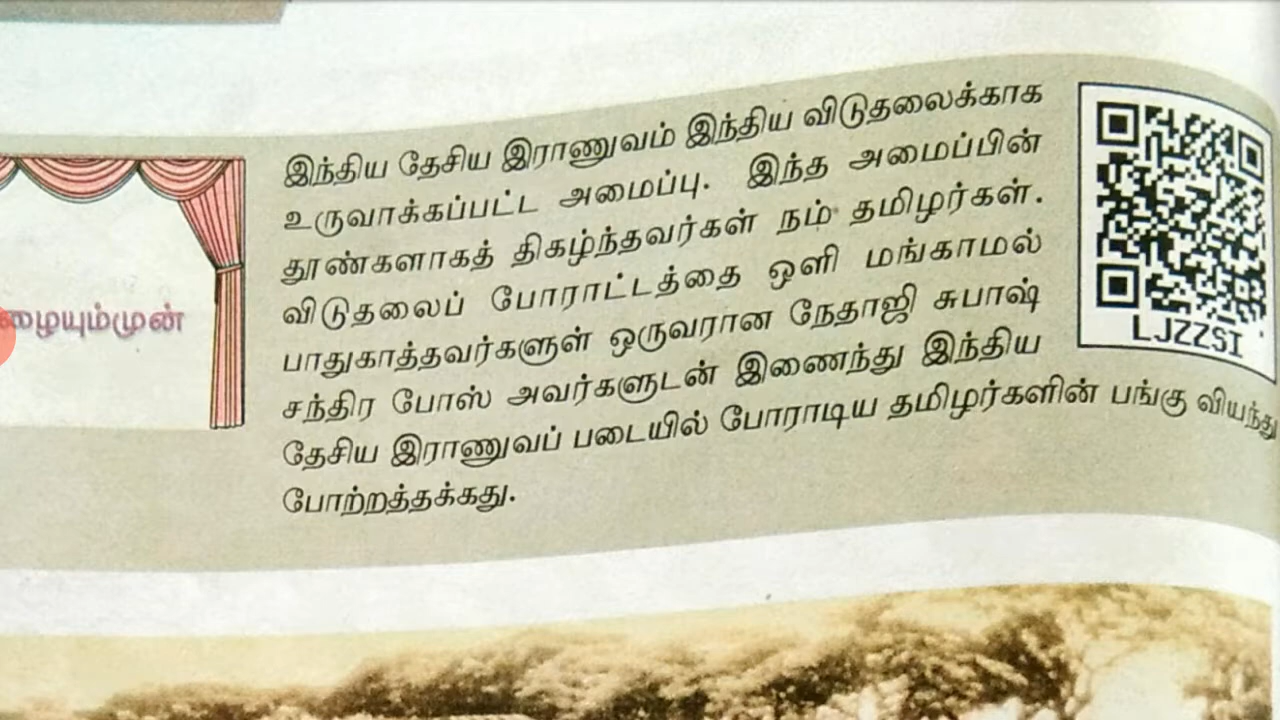 இந்திய தேசிய இராணுவம் இந்திய விடுதலைக்காக
உருவாக்கப்பட்ட அமைப்பு. இந்த அமைப்பின்
தூண்களாகத் திகழ்ந்தவர்கள் நம் தமிழர்கள்.
விடுதலைப் போராட்டத்தை ஒளி மங்காமல்
பாதுகாத்தவர்களுள் ஒருவரான நேதாஜி சுபாஷ்
சந்திர போஸ் அவர்களுடன் இணைந்து இந்திய
தேசிய இராணுவப் படையில் போராடிய தமிழர்களின் பங்கு வியந்து
போற்றத்தக்கது.
ழையும்முன்
LJZZSI